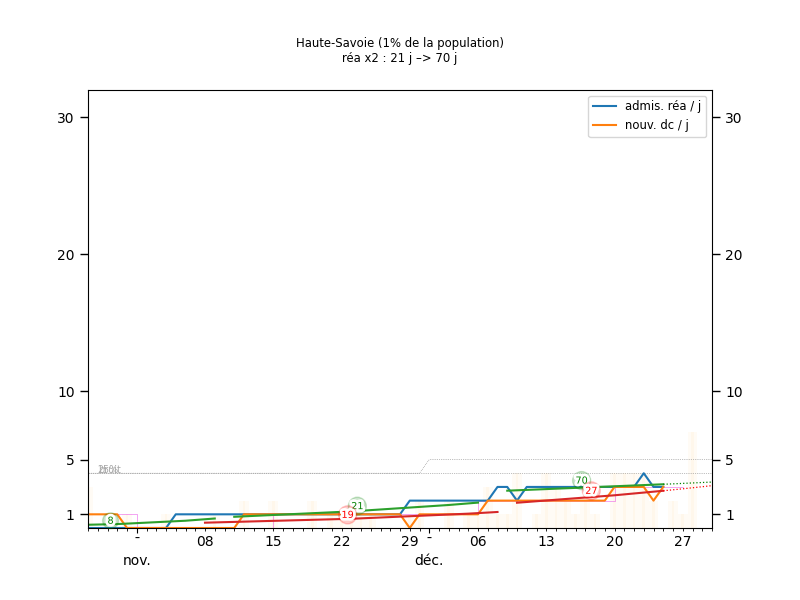 Haute-Savoie (1% de la population)
réa x2 : 21 j –> 70 j
admis. réa / j
nouv. dc / j
30 30
20 20
10 10
5 5
1 1
8
21
19
70
27
- 08 15 22 29 - 06 13 20 27
nov. déc.